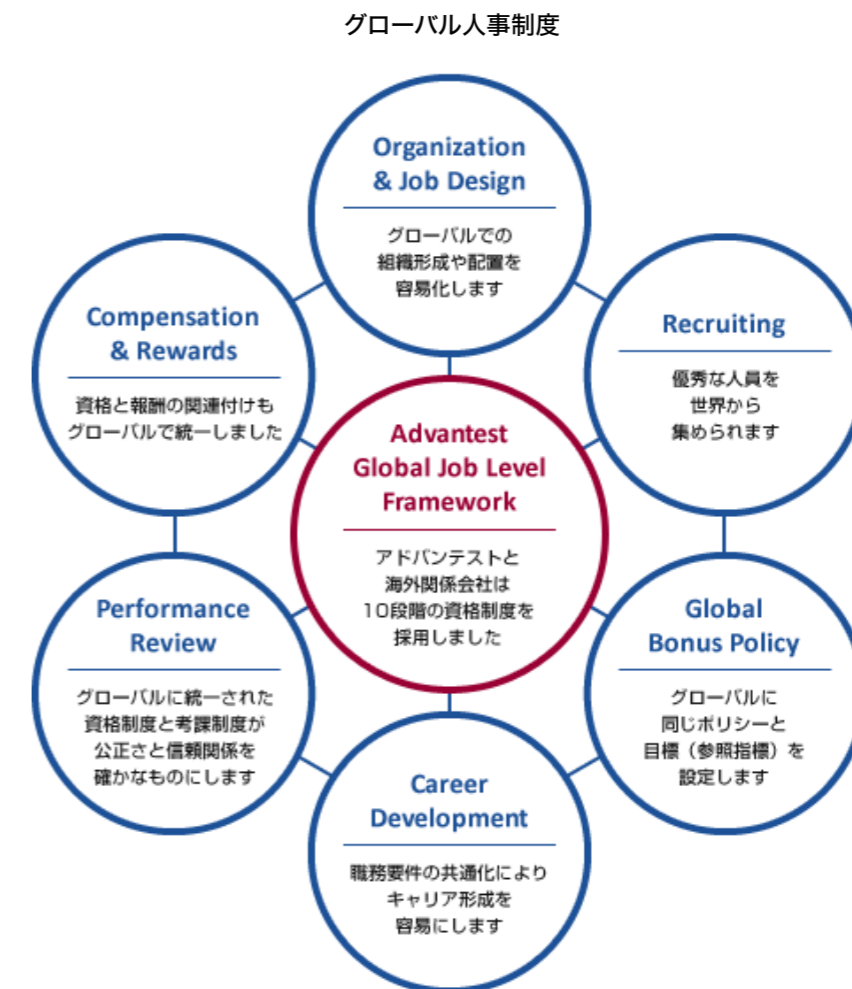 グローバル人事制度
Organization
& Job Design
グローバルでの
組織形成や配置を
容易化します
Compensation
& Rewards
資格と報酬の関連付けも
グローバルで統一しました
Recruiting
優秀な人員を
世界から
集められます
Advantest
Global Job Level
Framework
アドバンテストと
海外関係会社は
10段階の資格制度を
採用しました
Performance
Review
グローバルに統一された
資格制度と考課制度が
公正さと信頼関係を
確かなものにします
Global
Bonus Policy
グローバルに
同じポリシーと
目標（参照指標）を
設定します
Career
Development
職務要件の共通化により
キャリア形成を
容易にします